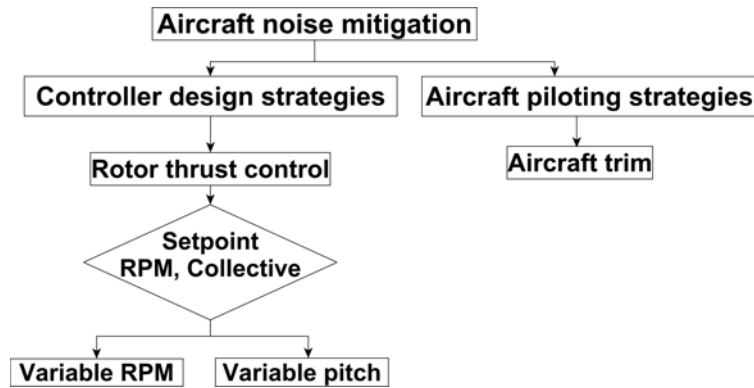 Aircraft noise mitigation
Controller design strategies
Aircraft piloting strategies
Rotor thrust control
Aircraft trim
Setpoint
RPM, Collective
Variable RPM
Variable pitch